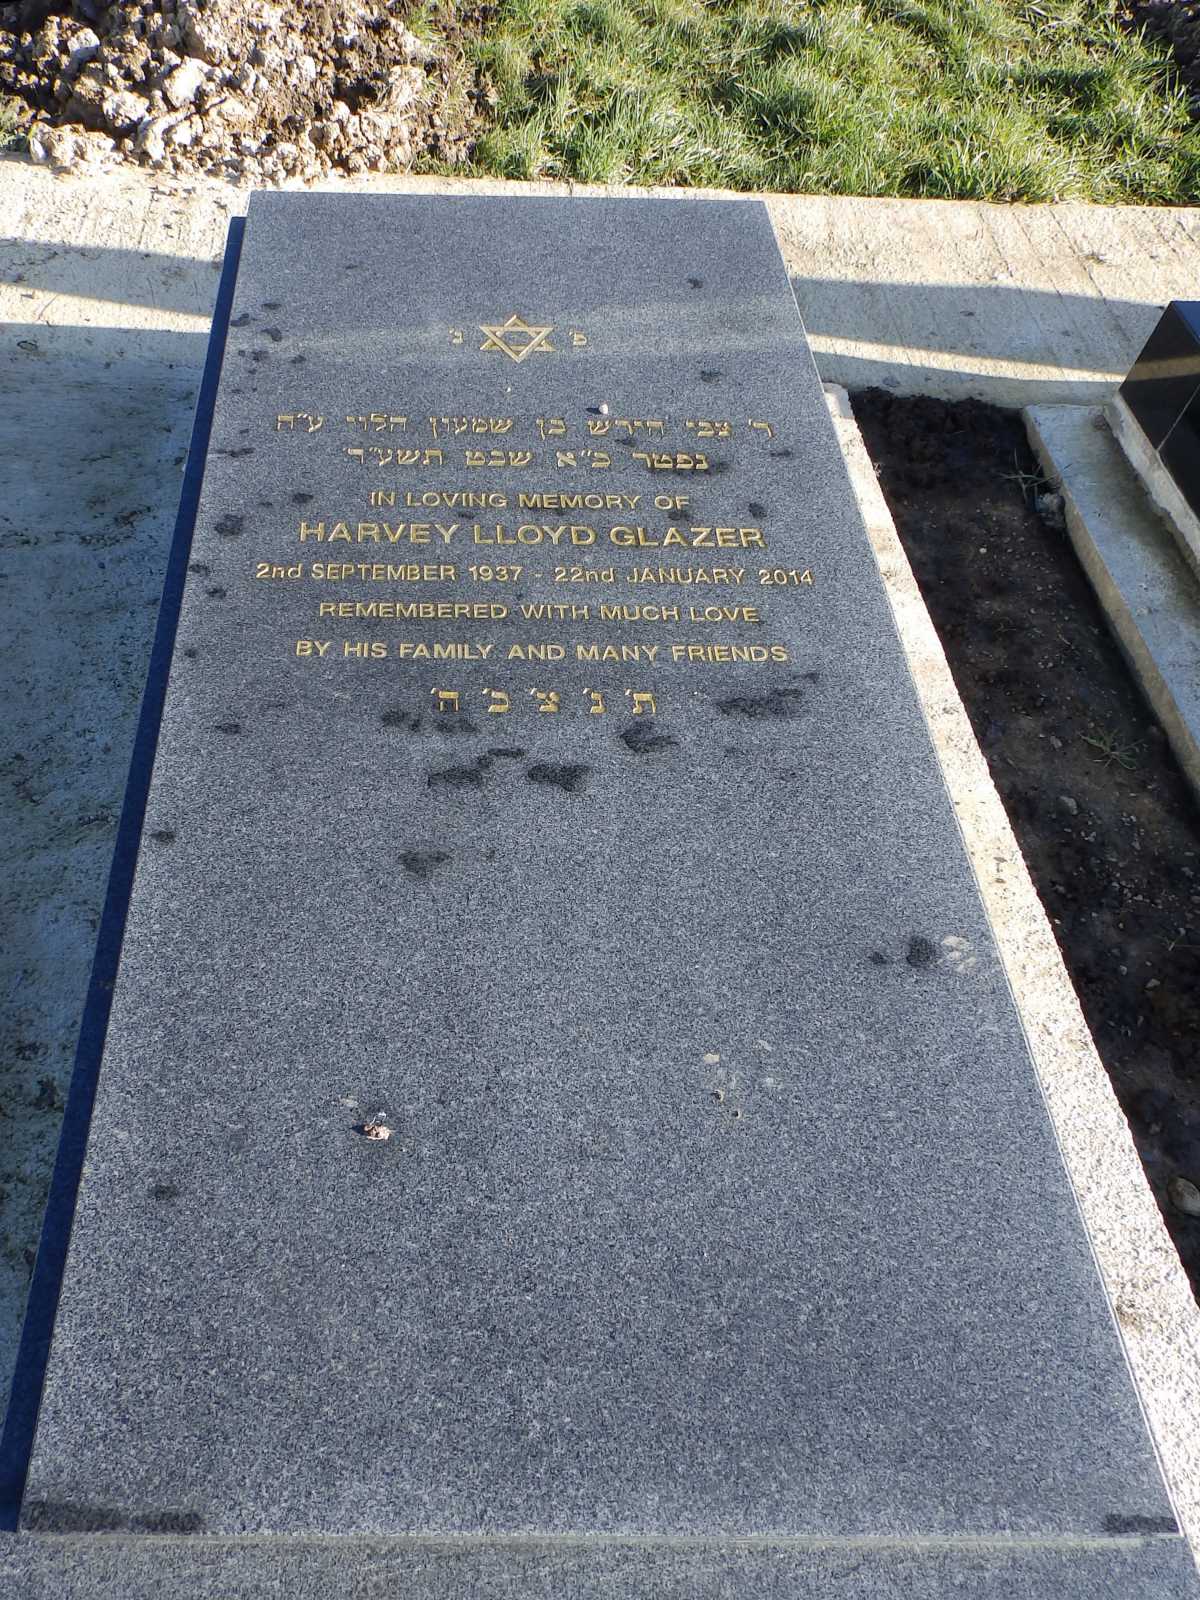 פ׳ נ׳
ר׳ צבי הירש בן שמעון הלוי ע״ה
נפטר כ״א שבט תשע״ד
IN LOVING MEMORY OF
HARVEY LLOYD GLAZER
2nd SEPTEMBER 1937 - 22nd JANUARY 2014
REMEMBERED WITH MUCH LOVE
BY HIS FAMILY AND MANY FRIENDS
ת׳ נ׳ צ׳ ב׳ ה׳